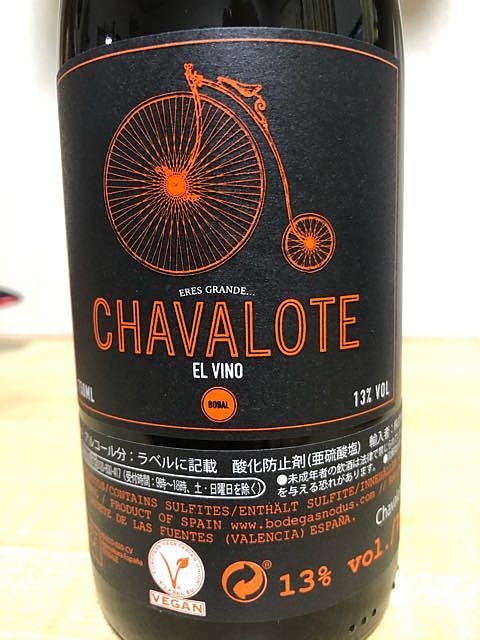 ERES GRANDE...
CHAVALOTE
EL VINO
BOBAL
750ML
13% VOL
アルコール分：ラベルに記載 酸化防止剤(亜硫酸塩) 輸入者：
(受付時間：9時～18時、土・日曜日を除く) ●未成年者の飲酒は法律で
を与える恐れがあります。
CONTAINS SULFITES/ENTHÄLT SULFITE/
/ PRODUCT OF SPAIN www.bodegasnodus.com //
DE LAS FUENTES (VALENCIA) ESPAÑA.
V
VEGAN
®
13% vol.